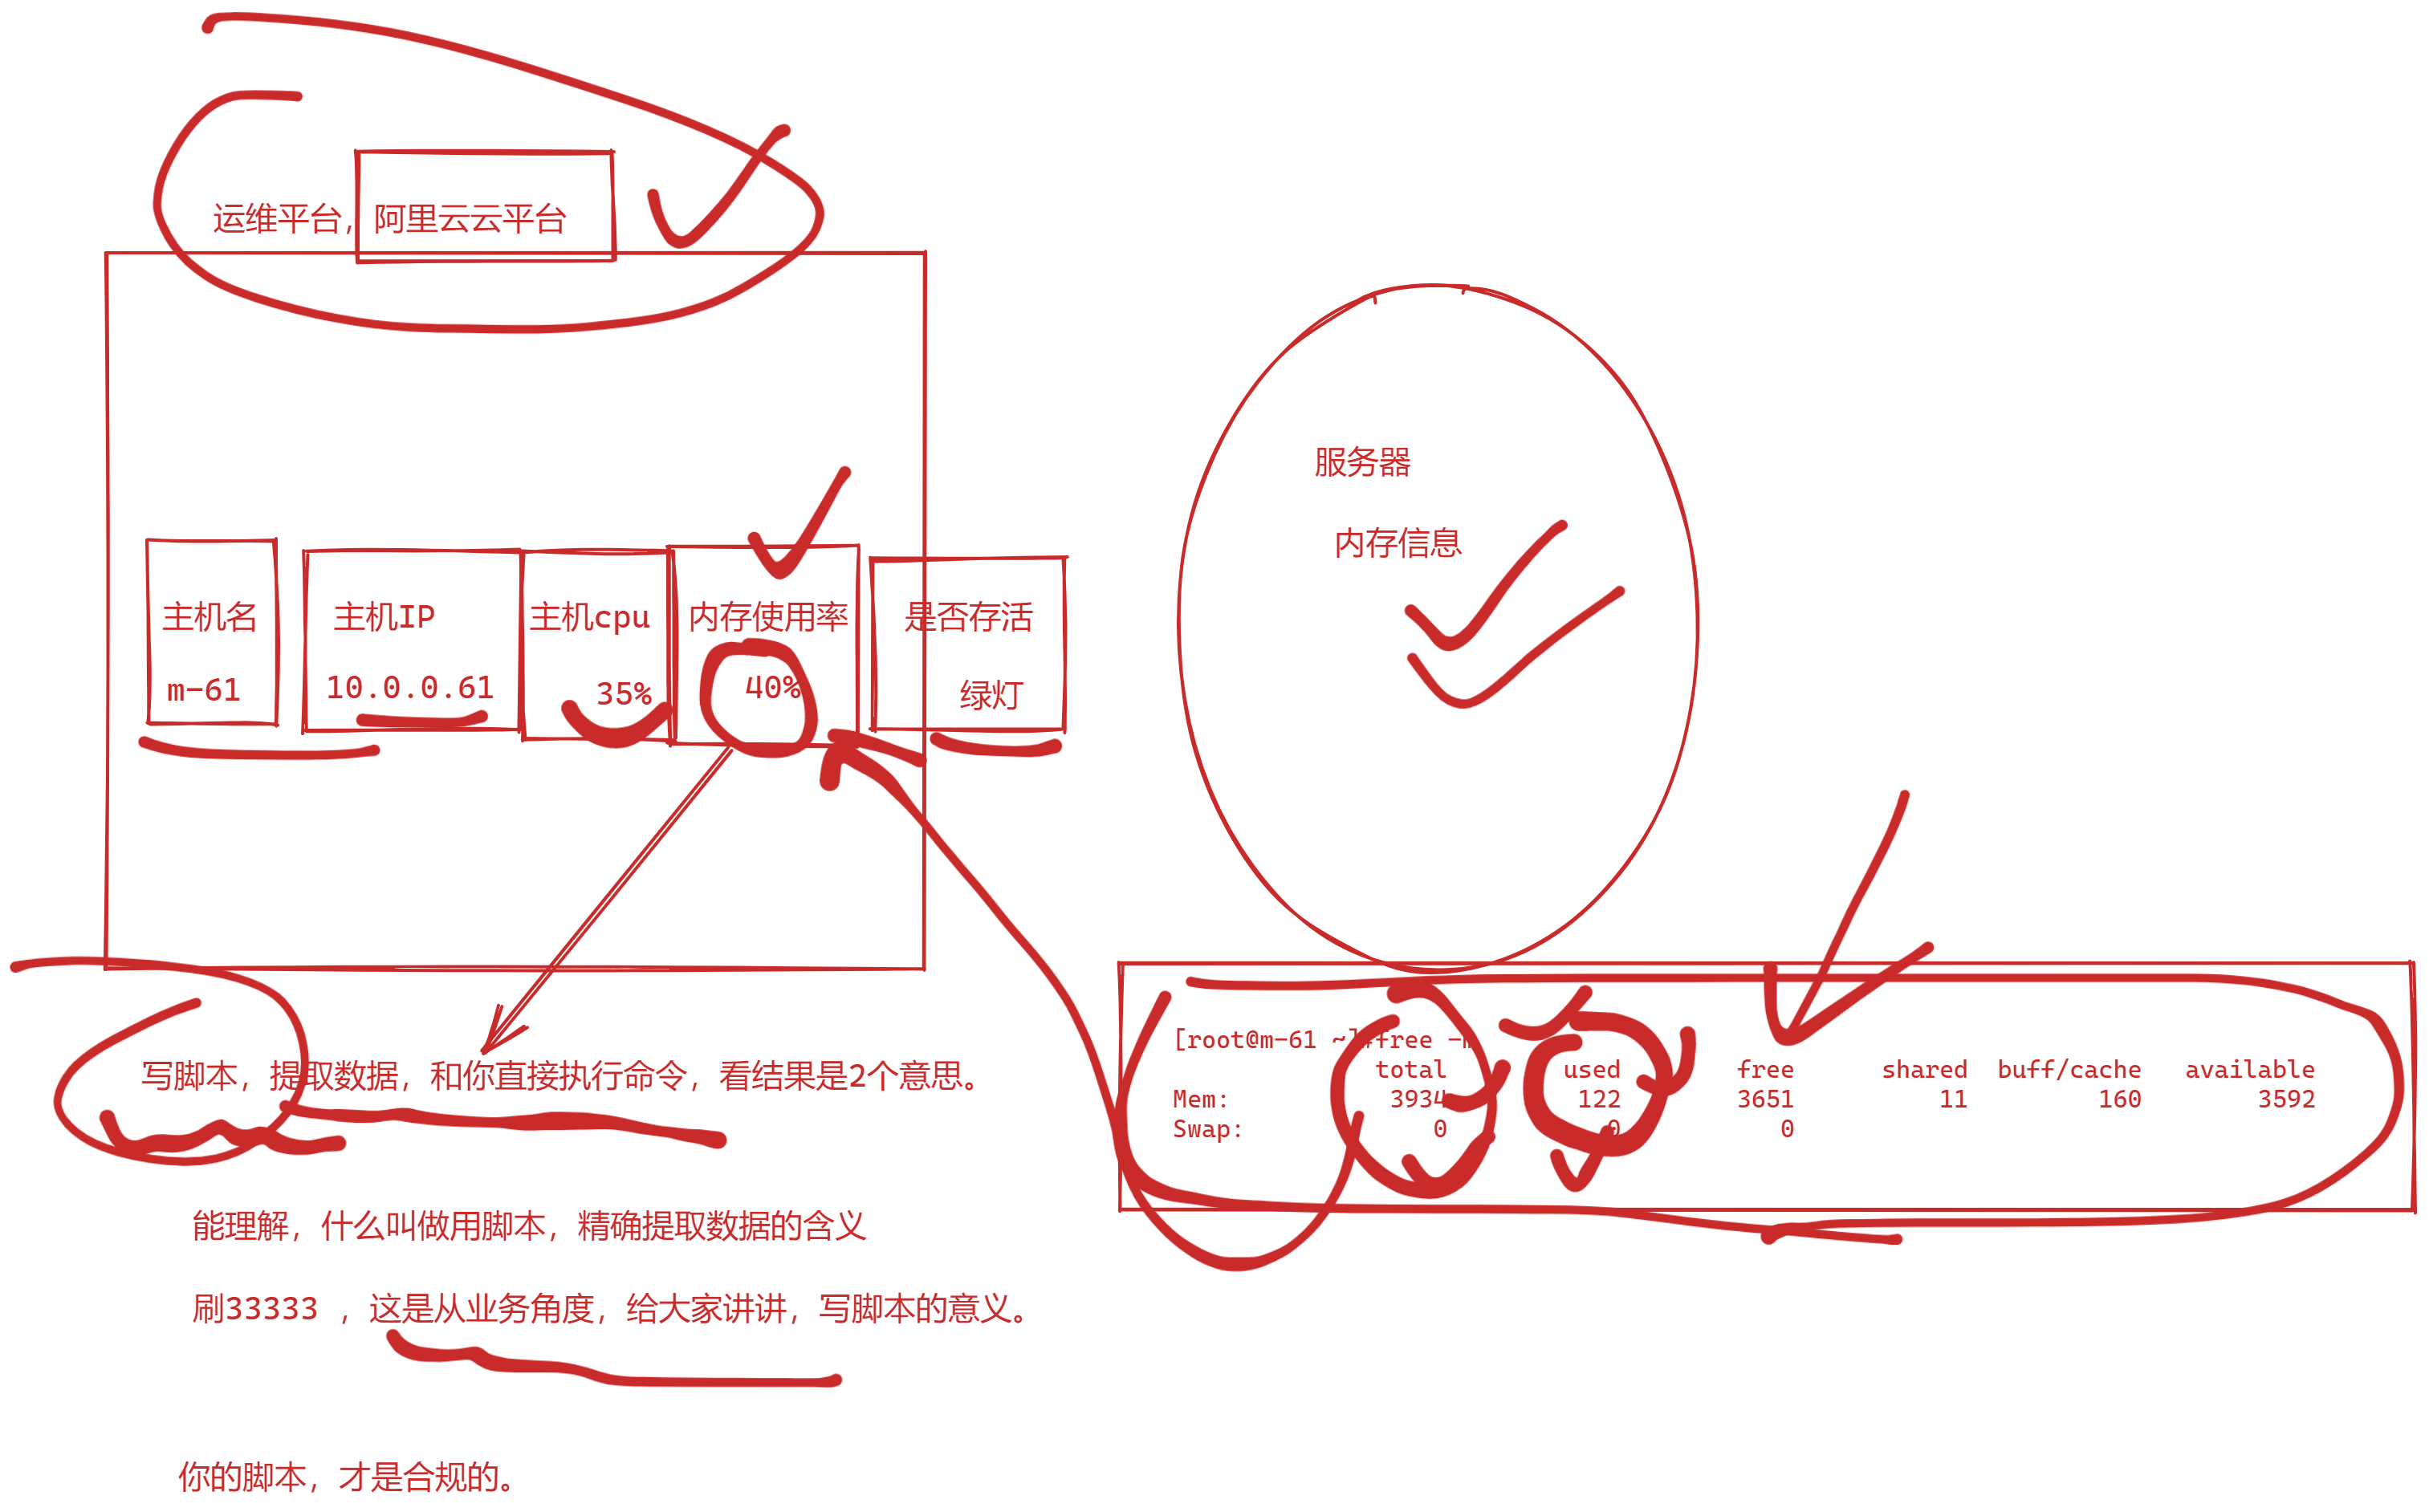 运维平台，阿里云云平台
服务器
内存信息
主机名 主机IP 主机cpu 内存使用率 是否存活
m-61 10.0.0.61 35% 40% 绿灯
[root@m-61 ~]#free -m
total used free shared buff/cache available
Mem: 3934 122 3651 11 160 3592
Swap: 0 0 0
写脚本，提取数据，和你直接执行命令，看结果是2个意思。
能理解，什么叫做用脚本，精确提取数据的含义
刷33333 ，这是从业务角度，给大家讲讲，写脚本的意义。
你的脚本，才是合规的。